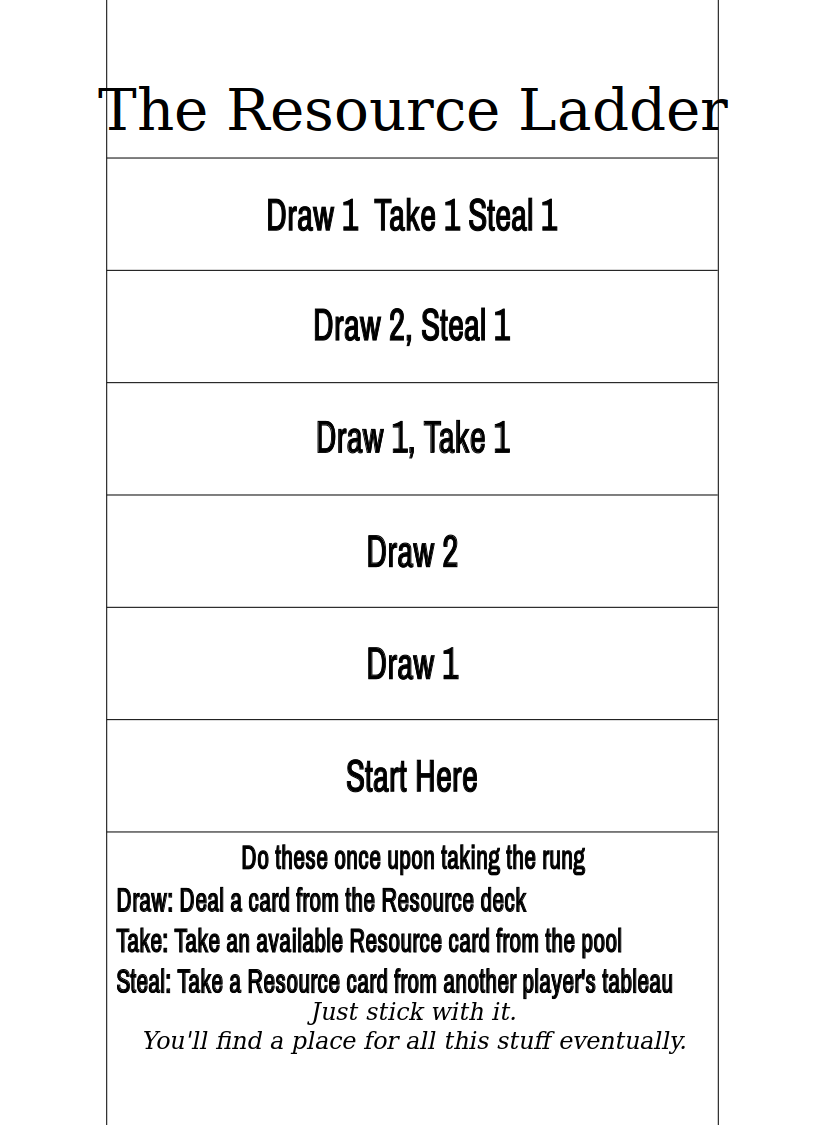 The Resource Ladder
Draw 1  Take 1 Steal 1
Draw 2, Steal 1
Draw 1, Take 1
Draw 2
Draw 1
Start Here
Do these once upon taking the rung
Draw: Deal a card from the Resource deck
Take: Take an available Resource card from the pool
Steal: Take a Resource card from another player's tableau
Just stick with it.
You'll find a place for all this stuff eventually.